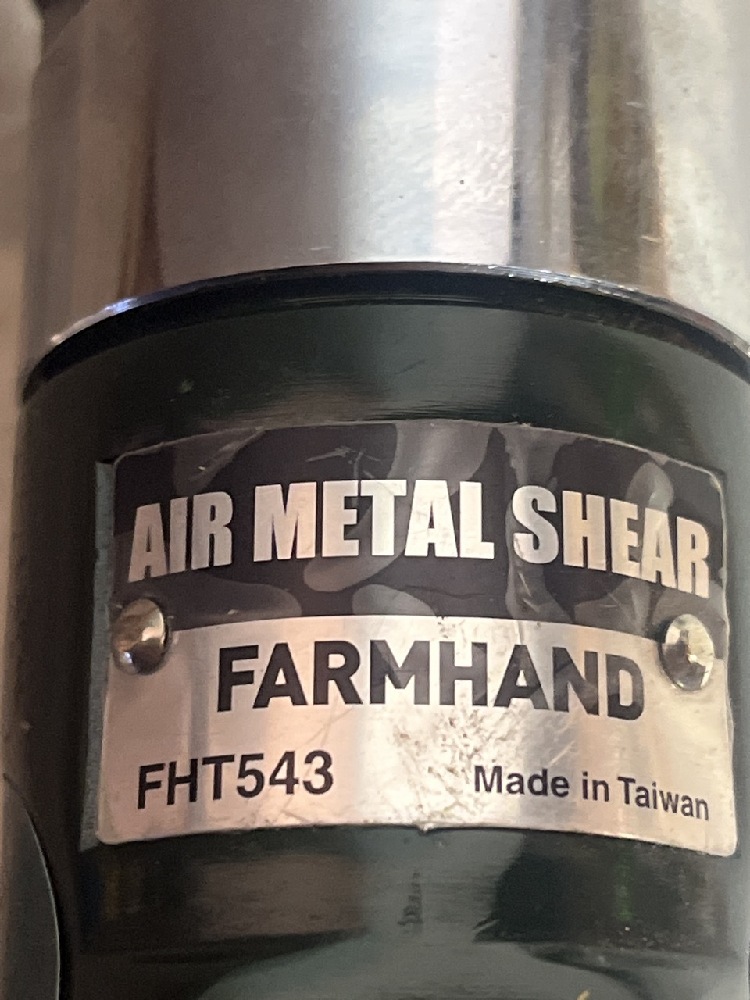 AIR METAL SHEAR
FARMHAND
FHT543 Made in Taiwan